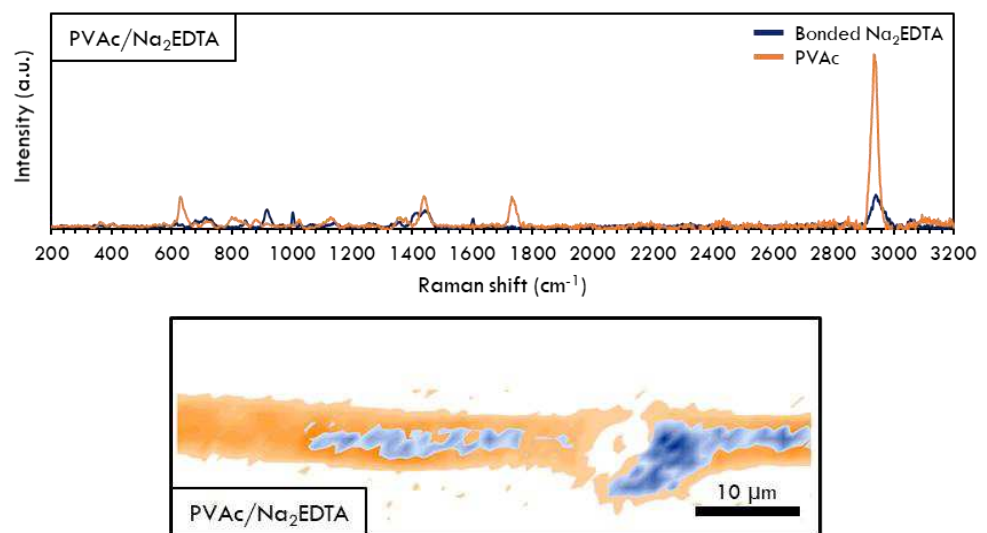 PVAc/Na₂EDTA
Bonded Na₂EDTA
PVAc
Intensity (a.u.)
200 400 600 800 1000 1200 1400 1600 1800 2000 2200 2400 2600 2800 3000 3200
Raman shift (cm⁻¹)
10 µm
PVAc/Na₂EDTA